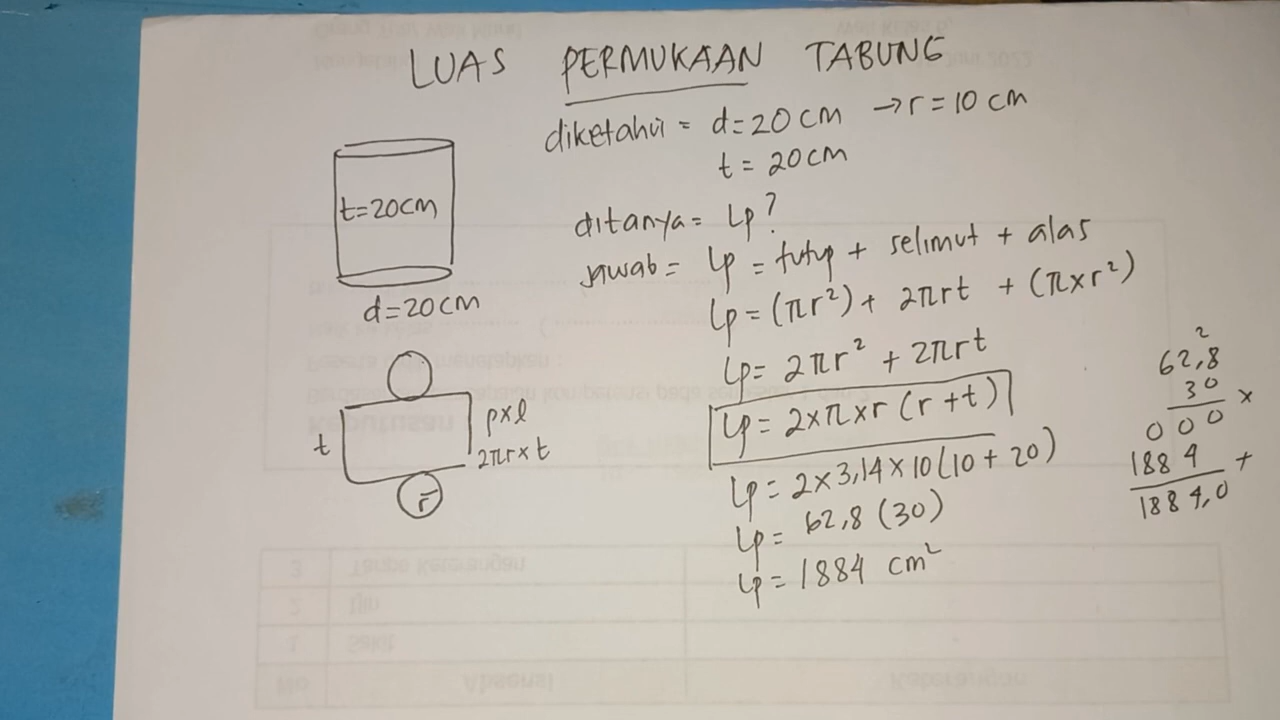 LUAS PERMUKAAN TABUNG
diketahui = d=20 cm → r = 10 cm
t = 20 cm
ditanya = Lp?
jawab = Lp = tutup + selimut + alas
Lp = (πr²) + 2πrt + (π×r²)
Lp = 2πr² + 2πrt
Lp = 2×π×r (r+t)
Lp = 2×3,14×10(10+20)
Lp = 62,8 (30)
Lp = 1884 cm²
t=20cm
d=20cm
t
p×l
2πr×t
r
2
62,8
30 ×
000
1884 +
1884,0